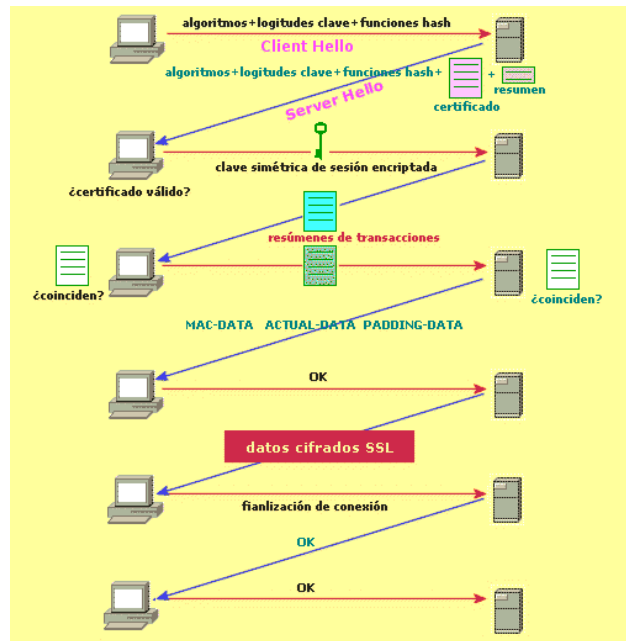 algoritmos+logitudes clave+funciones hash
Client Hello
algoritmos+logitudes clave+funciones hash+
+
resumen
certificado
Server Hello
clave simétrica de sesión encriptada
¿certificado válido?
resúmenes de transacciones
¿coinciden?
¿coinciden?
MAC-DATA ACTUAL-DATA PADDING-DATA
OK
datos cifrados SSL
fianlización de conexión
OK
OK